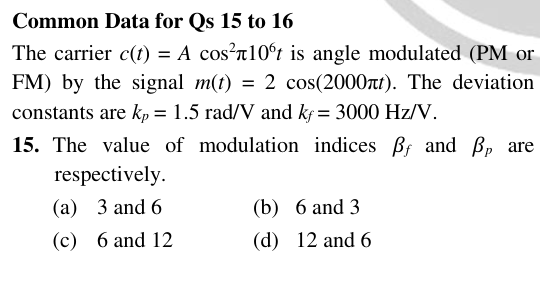 Common Data for Qs 15 to 16
The carrier c(t) = A cos²π10⁶t is angle modulated (PM or
FM) by the signal m(t) = 2 cos(2000πt). The deviation
constants are kₚ = 1.5 rad/V and k_f = 3000 Hz/V.
15. The value of modulation indices β_f and βₚ are
respectively.
(a) 3 and 6 (b) 6 and 3
(c) 6 and 12 (d) 12 and 6